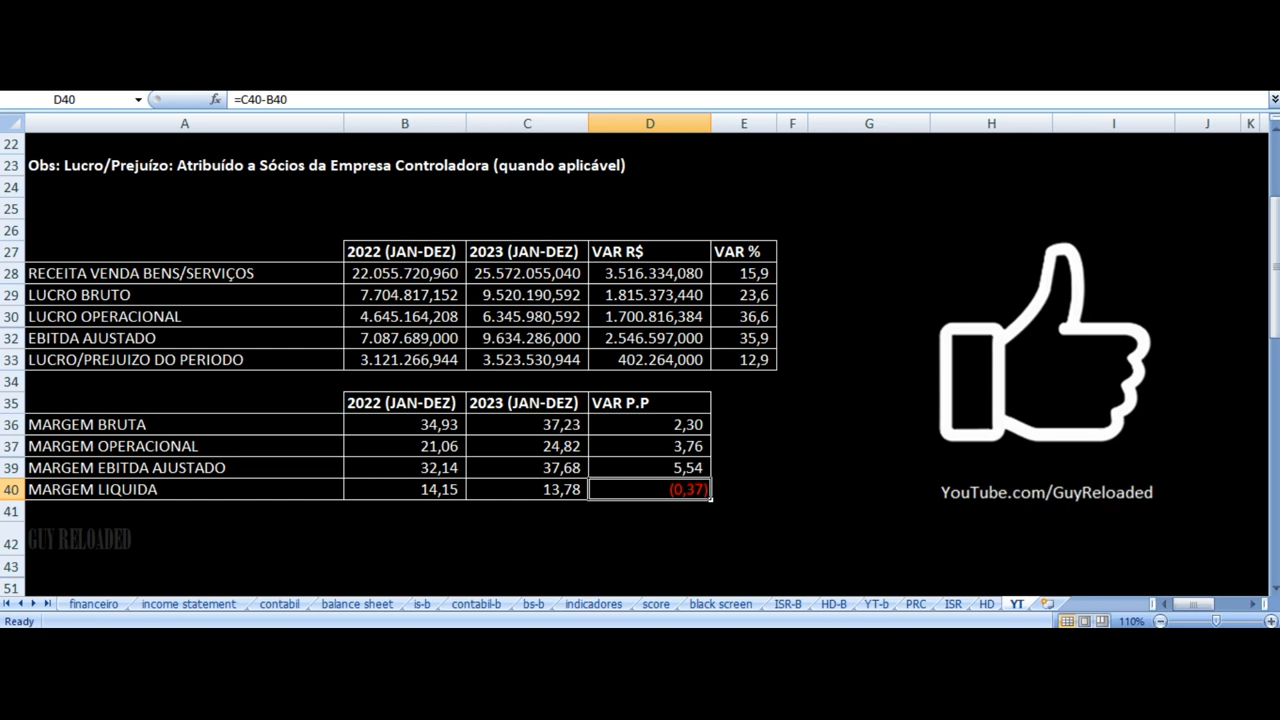 D40 =C40-B40
A B C D E F G H I J K
22
23 Obs: Lucro/Prejuízo: Atribuído a Sócios da Empresa Controladora (quando aplicável)
24
25
26
27 2022 (JAN-DEZ) 2023 (JAN-DEZ) VAR R$ VAR %
28 RECEITA VENDA BENS/SERVIÇOS 22.055.720,960 25.572.055,040 3.516.334,080 15,9
29 LUCRO BRUTO 7.704.817,152 9.520.190,592 1.815.373,440 23,6
30 LUCRO OPERACIONAL 4.645.164,208 6.345.980,592 1.700.816,384 36,6
32 EBITDA AJUSTADO 7.087.689,000 9.634.286,000 2.546.597,000 35,9
33 LUCRO/PREJUIZO DO PERIODO 3.121.266,944 3.523.530,944 402.264,000 12,9
34
35 2022 (JAN-DEZ) 2023 (JAN-DEZ) VAR P.P
36 MARGEM BRUTA 34,93 37,23 2,30
37 MARGEM OPERACIONAL 21,06 24,82 3,76
39 MARGEM EBITDA AJUSTADO 32,14 37,68 5,54
40 MARGEM LIQUIDA 14,15 13,78 (0,37)
YouTube.com/GuyReloaded
41
42 GUY RELOADED
43
51
financeiro income statement contabil balance sheet is-b contabil-b bs-b indicadores score black screen ISR-B HD-B YT-b PRC ISR HD YT
Ready 110%